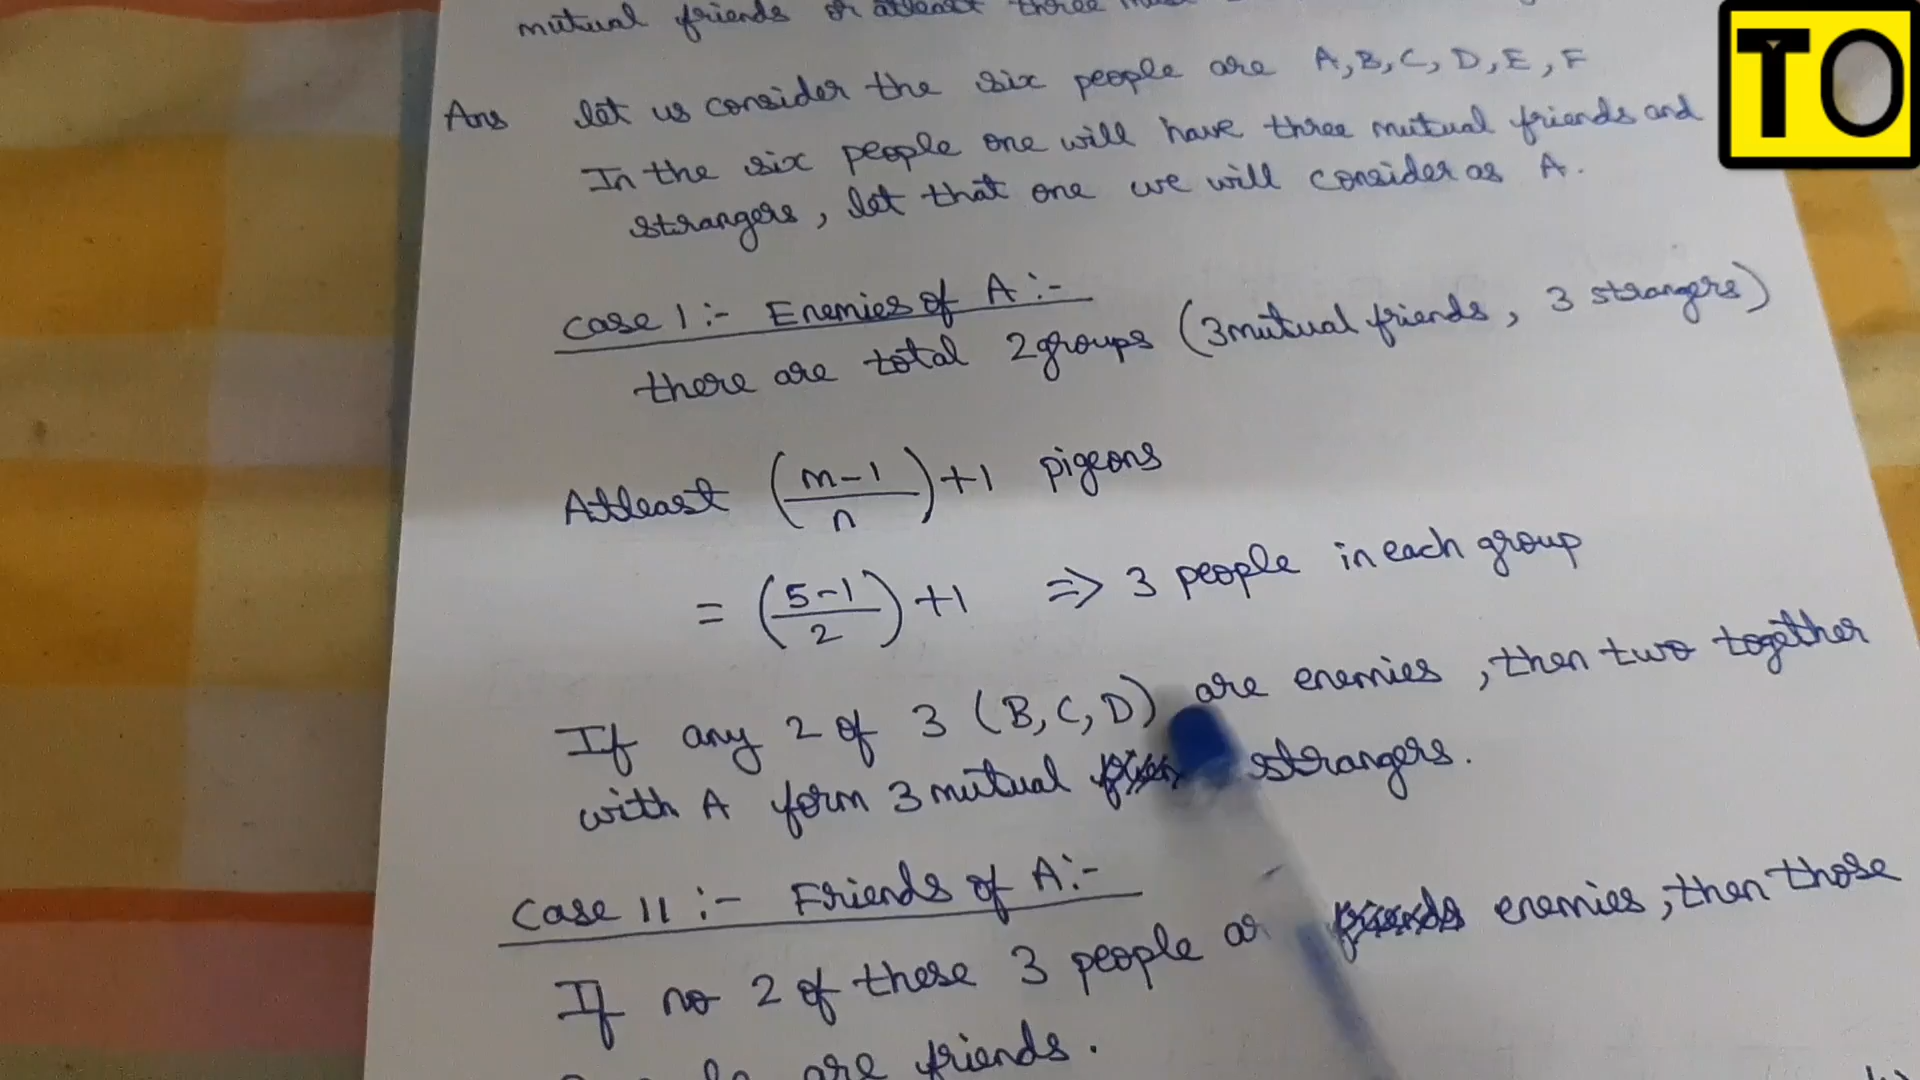 mutual friends or atleast three
Ans let us consider the six people are A, B, C, D, E, F
In the six people one will have three mutual friends and
strangers, let that one we will consider as A.
case I :- Enemies of A :-
there are total 2 groups (3 mutual friends, 3 strangers)
Atleast (m-1/n)+1 pigeons
= (5-1/2)+1 => 3 people in each group
If any 2 of 3 (B, C, D) are enemies, then two together
with A form 3 mutual strangers.
case II :- Friends of A :-
If no 2 of these 3 people enemies, then those
are friends.
TO